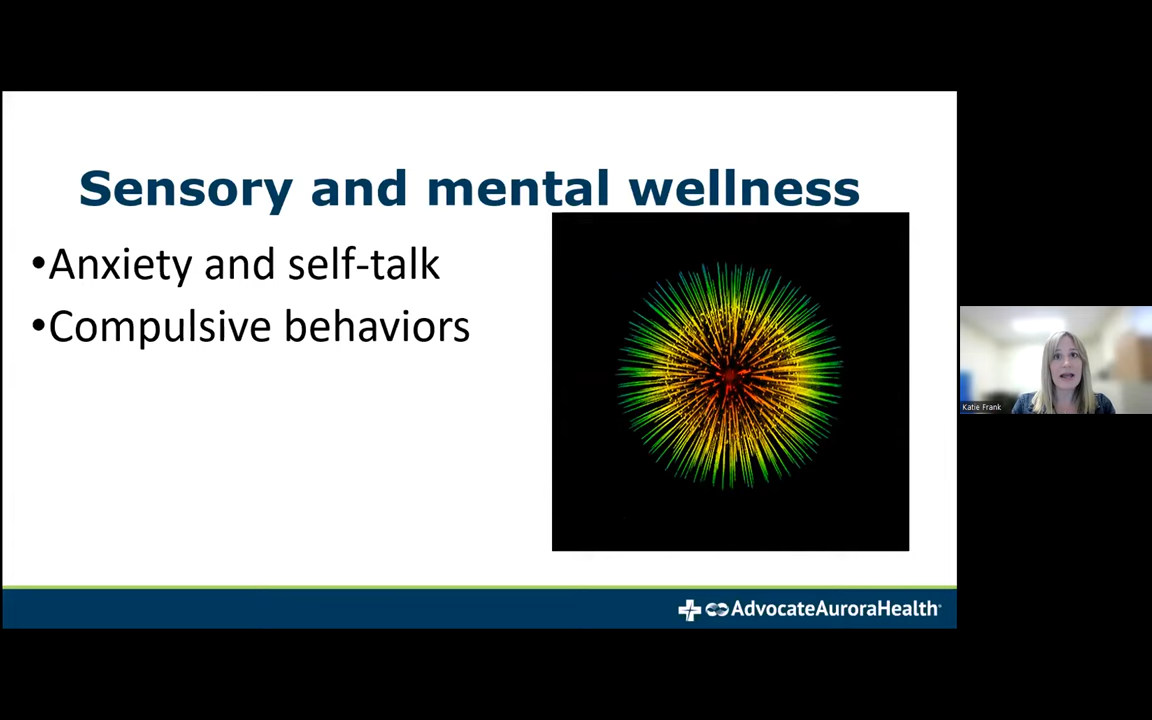 Sensory and mental wellness
•Anxiety and self-talk
•Compulsive behaviors
AdvocateAuroraHealth®
Katie Frank